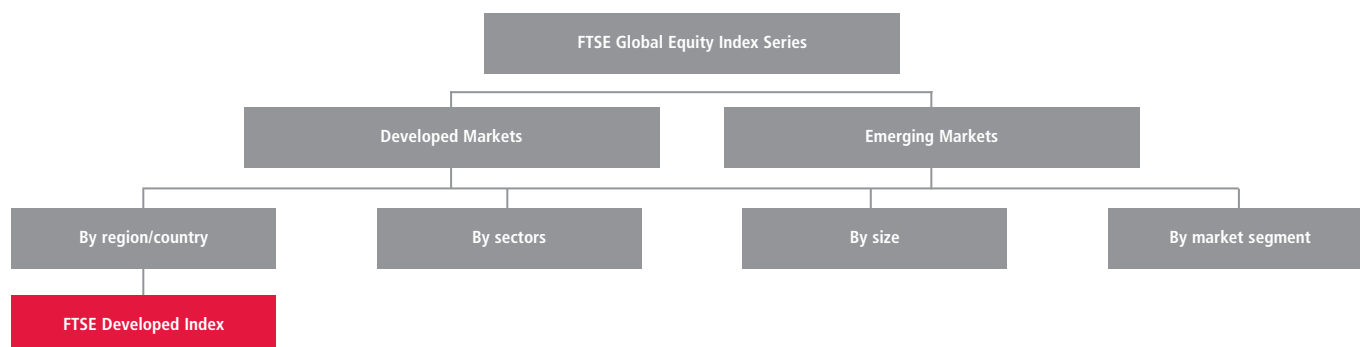 FTSE Global Equity Index Series
Developed Markets
Emerging Markets
By region/country
By sectors
By size
By market segment
FTSE Developed Index